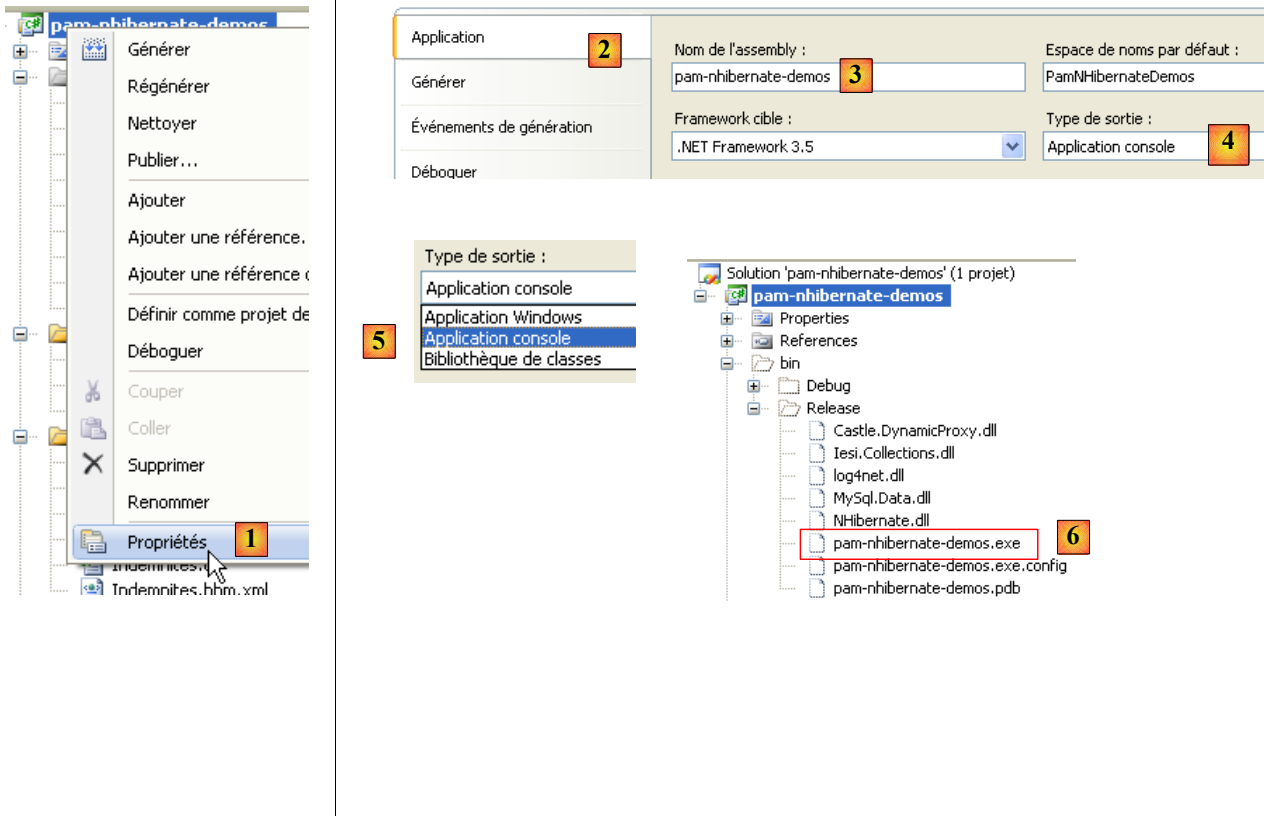 pam-nhibernate-demos
Générer
Régénérer
Nettoyer
Publier...
Ajouter
Ajouter une référence.
Ajouter une référence
Définir comme projet de
Déboguer
Couper
Coller
Supprimer
Renommer
Propriétés
1
Indemnites.
Indemnites.hbm.xml
Application
2
Générer
Événements de génération
Déboguer
Nom de l'assembly :
pam-nhibernate-demos
3
Espace de noms par défaut :
PamNHibernateDemos
Framework cible :
.NET Framework 3.5
Type de sortie :
Application console
4
Type de sortie :
Application console
Application Windows
Application console
Bibliothèque de classes
5
Solution 'pam-nhibernate-demos' (1 projet)
pam-nhibernate-demos
Properties
References
bin
Debug
Release
Castle.DynamicProxy.dll
Iesi.Collections.dll
log4net.dll
MySql.Data.dll
NHibernate.dll
pam-nhibernate-demos.exe
6
pam-nhibernate-demos.exe.config
pam-nhibernate-demos.pdb